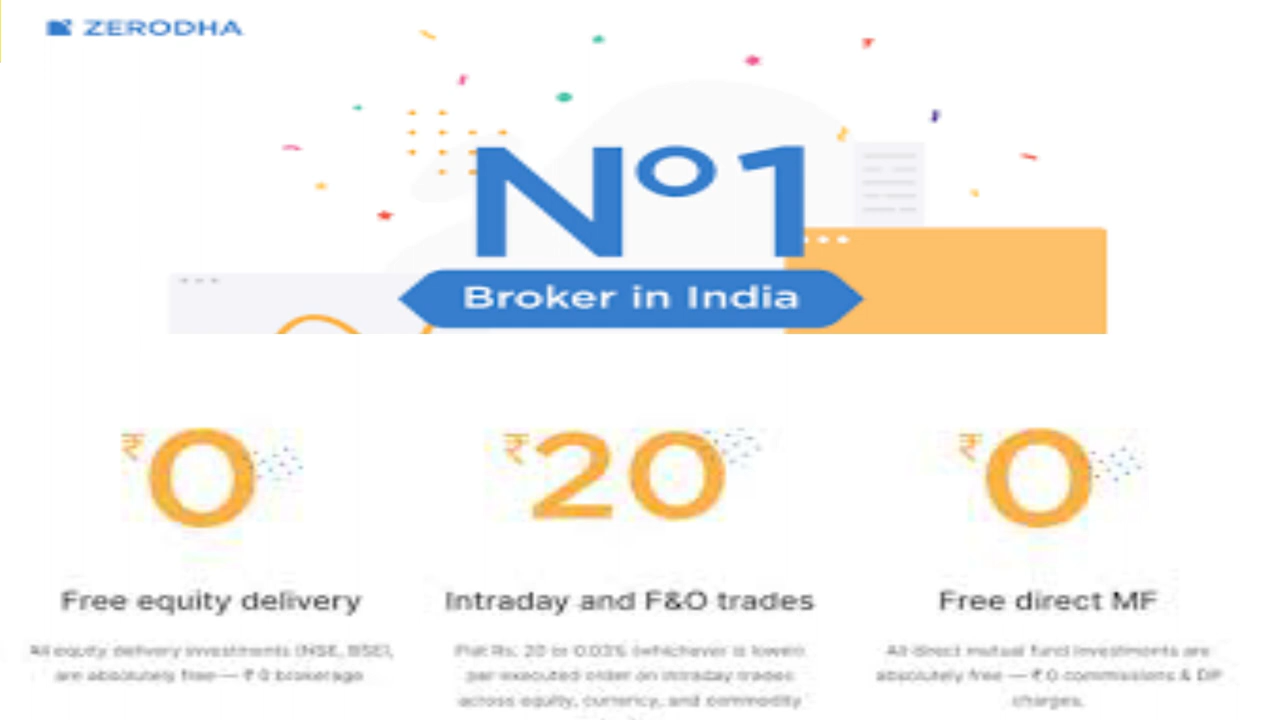 ZERODHA
Nº1
Broker in India
₹0
₹20
₹0
Free equity delivery
Intraday and F&O trades
Free direct MF
All equity delivery investments (NSE, BSE),
are absolutely free — ₹ 0 brokerage.
Flat Rs. 20 or 0.03% (whichever is lower)
per executed order on intraday trades
across equity, currency, and commodity
All direct mutual fund investments are
absolutely free — ₹ 0 commissions & DP
charges.